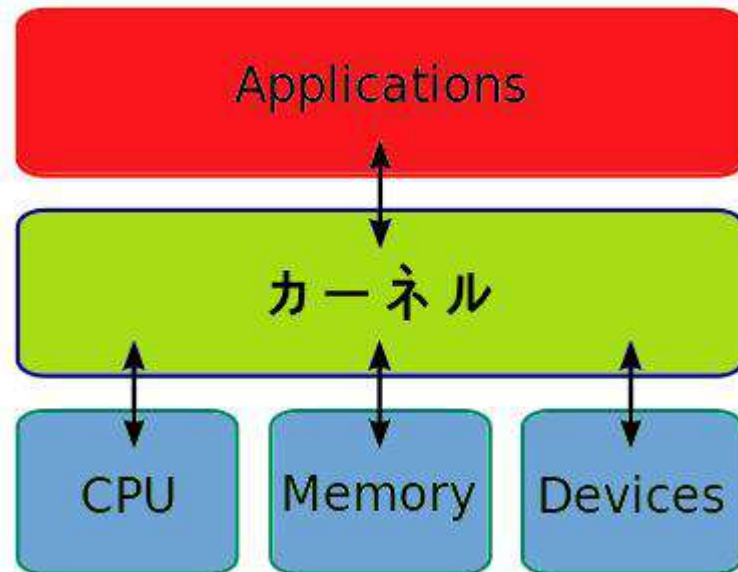 Applications
カーネル
CPU
Memory
Devices